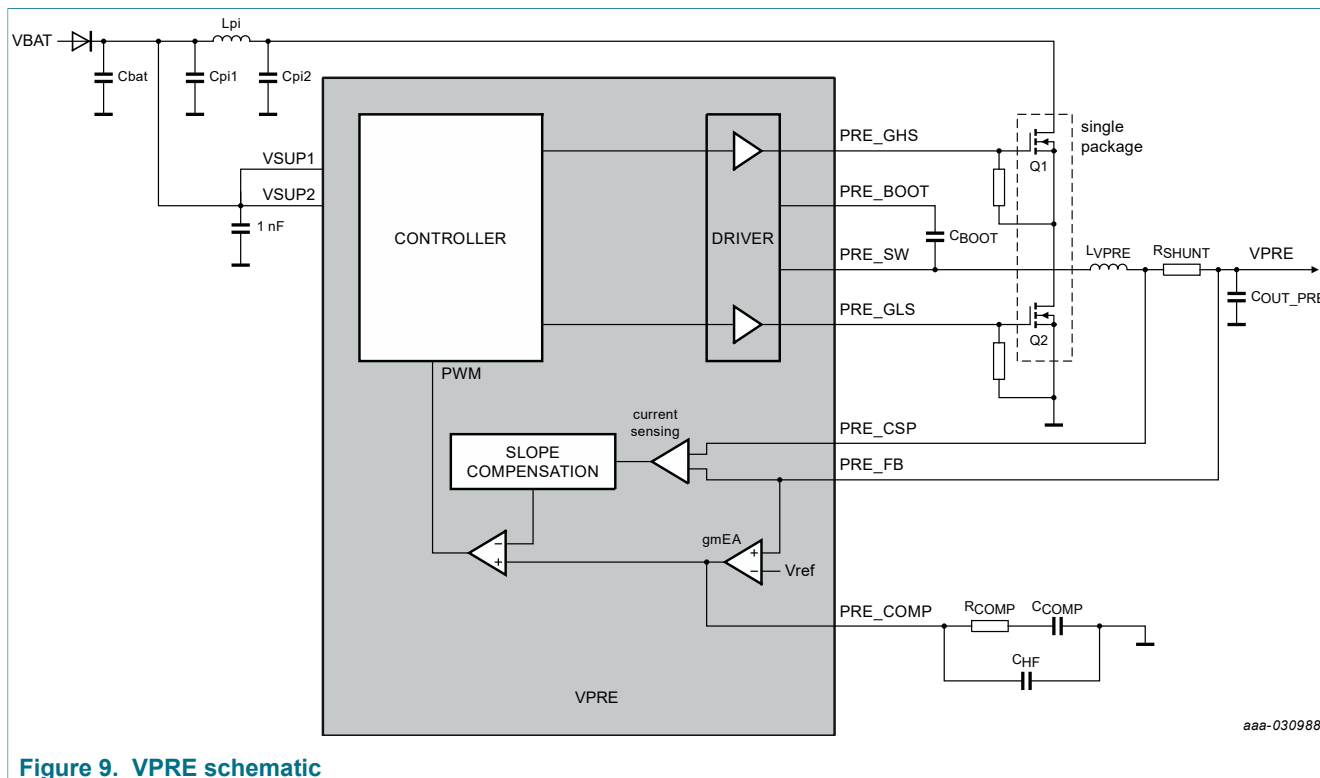 VBAT
Lpi
Cbat
Cpi1
Cpi2
VSUP1
VSUP2
1 nF
CONTROLLER
PWM
DRIVER
PRE_GHS
PRE_BOOT
CBOOT
PRE_SW
PRE_GLS
single
package
Q1
Q2
LVPRE
RSHUNT
VPRE
COUT_PRE
current
sensing
SLOPE
COMPENSATION
PRE_CSP
PRE_FB
gmEA
+
−
Vref
−
+
PRE_COMP
RCOMP
CCOMP
CHF
VPRE
aaa-030988
Figure 9. VPRE schematic